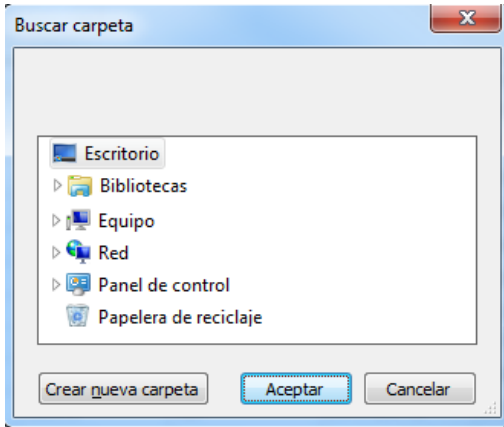 Buscar carpeta
Escritorio
Bibliotecas
Equipo
Red
Panel de control
Papelera de reciclaje
Crear nueva carpeta Aceptar Cancelar